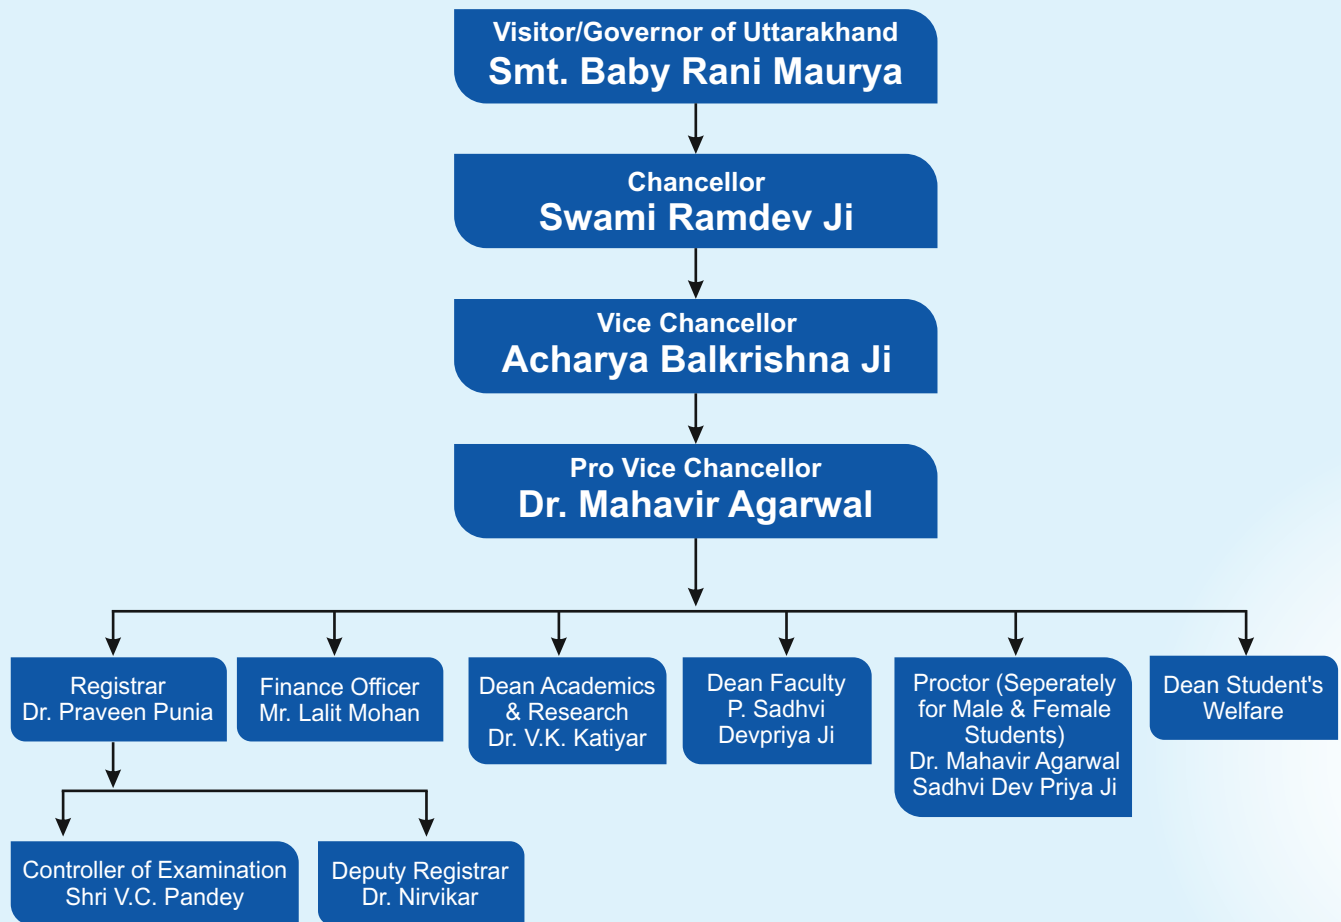 Visitor/Governor of Uttarakhand
Smt. Baby Rani Maurya
Chancellor
Swami Ramdev Ji
Vice Chancellor
Acharya Balkrishna Ji
Pro Vice Chancellor
Dr. Mahavir Agarwal
Registrar
Dr. Praveen Punia
Finance Officer
Mr. Lalit Mohan
Dean Academics
& Research
Dr. V.K. Katiyar
Dean Faculty
P. Sadhvi
Devpriya Ji
Proctor (Seperately
for Male & Female
Students)
Dr. Mahavir Agarwal
Sadhvi Dev Priya Ji
Dean Student's
Welfare
Controller of Examination
Shri V.C. Pandey
Deputy Registrar
Dr. Nirvikar